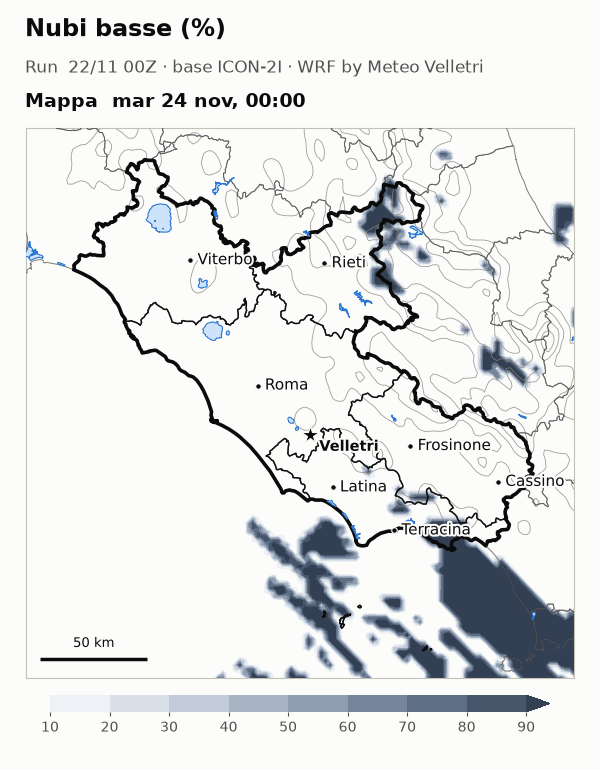 Nubi basse (%)
Run  22/11 00Z · base ICON-2I · WRF by Meteo Velletri
Mappa  mar 24 nov, 00:00
Viterbo
Rieti
Roma
Velletri
Frosinone
Latina
Cassino
Terracina
50 km
10 20 30 40 50 60 70 80 90